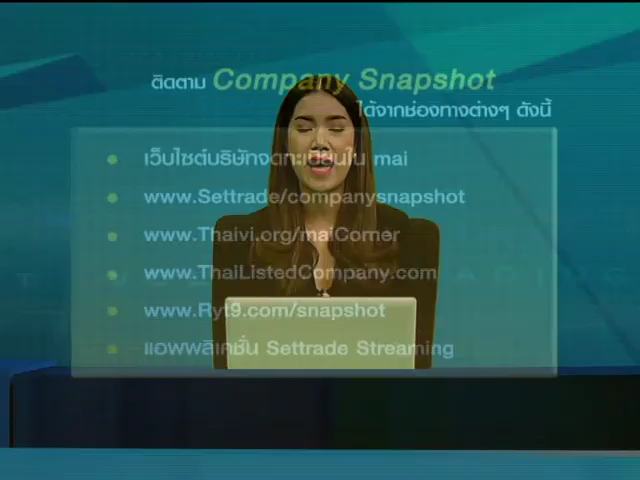 ติดตาม Company Snapshot
ได้จากช่องทางต่างๆ ดังนี้
เว็บไซต์บริษัทจดทะเบียนใน mai
www.Settrade/companysnapshot
www.Thaivi.org/maiCorner
www.ThaiListedCompany.com
www.Ryt9.com/snapshot
แอพพลิเคชั่น Settrade Streaming